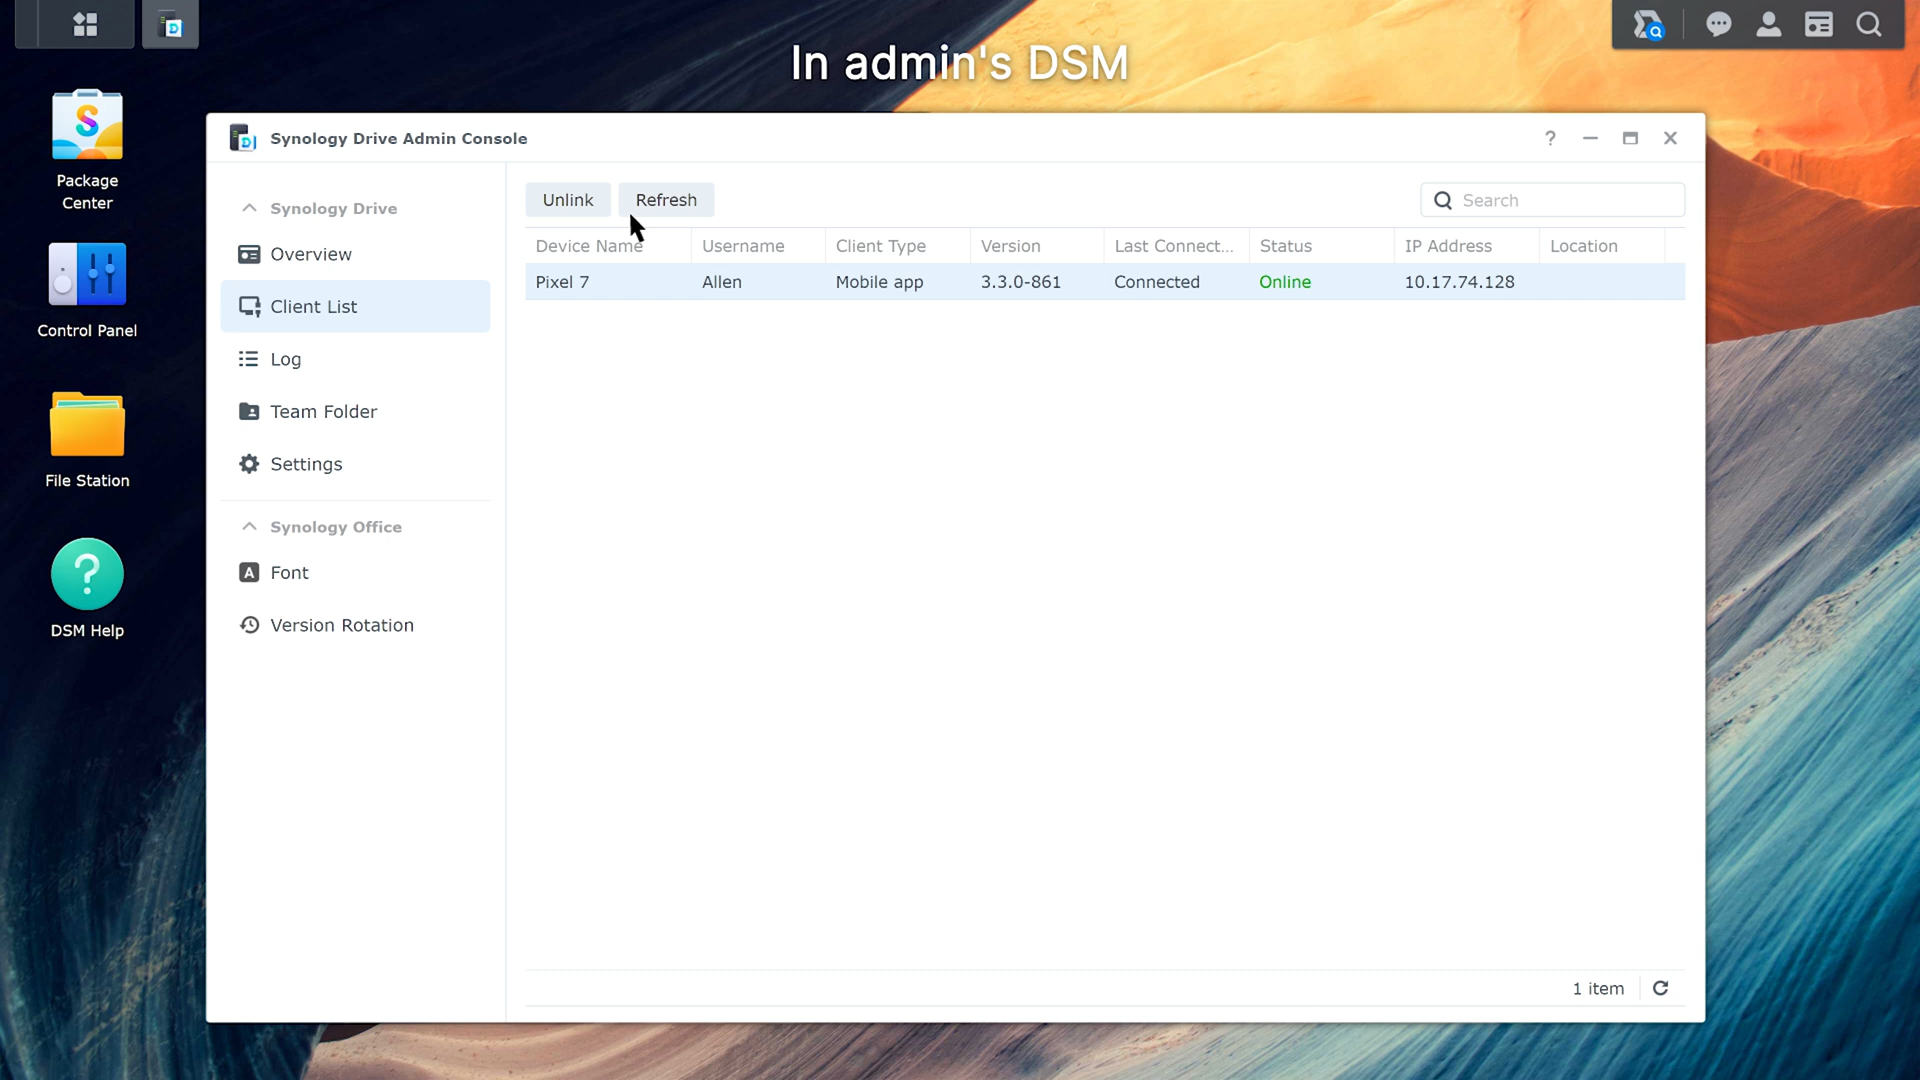 In admin's DSM
Package
Center
Control Panel
File Station
DSM Help
Synology Drive Admin Console
Synology Drive
Overview
Client List
Log
Team Folder
Settings
Synology Office
Font
Version Rotation
Unlink Refresh Search
Device Name Username Client Type Version Last Connect... Status IP Address Location
Pixel 7 Allen Mobile app 3.3.0-861 Connected Online 10.17.74.128
1 item